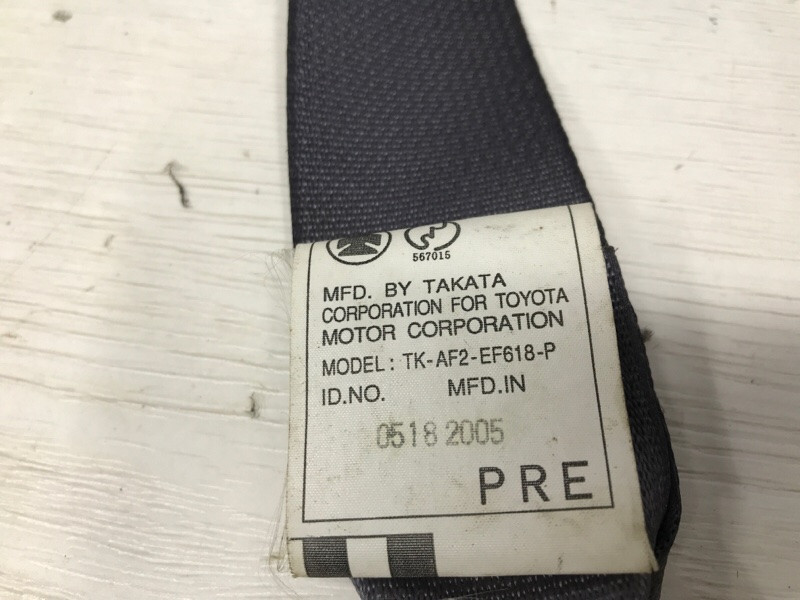 567015
MFD. BY TAKATA
CORPORATION FOR TOYOTA
MOTOR CORPORATION
MODEL: TK-AF2-EF618-P
ID.NO. MFD.IN
0518 2005
PRE